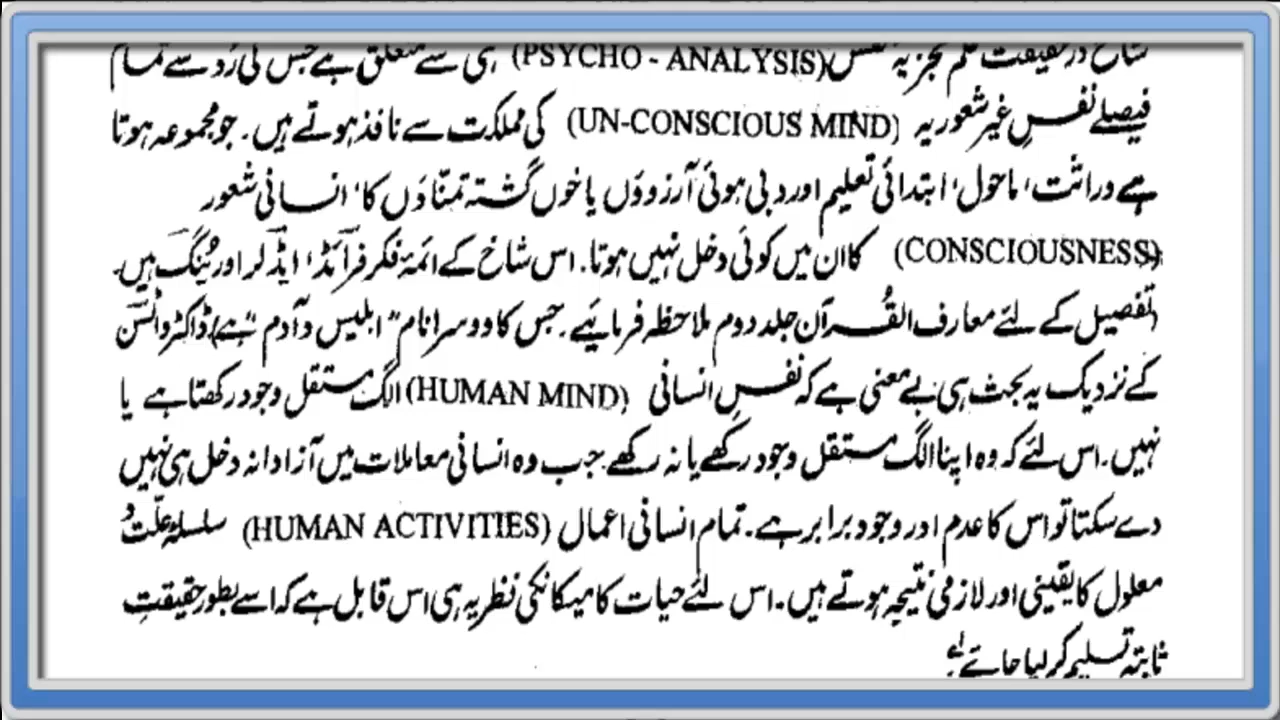 شاخ درحقیقت علم تجزیہ نفس (PSYCHO - ANALYSIS) ہی سے متعلق ہے جس کی رُو سے تمام
فیصلے نفسِ غیر شعوریہ (UN-CONSCIOUS MIND) کی مملکت سے نافذ ہوتے ہیں۔ جو مجموعہ ہوتا
ہے وراثت، ماحول، ابتدائی تعلیم اور دبی ہوئی آرزوؤں یا خوں گشتہ تمنّاؤں کا، انسانی شعور
(CONSCIOUSNESS) کا ان میں کوئی دخل نہیں ہوتا۔ اس شاخ کے ائمۂ فکر فرائڈ، ایڈلر اور یُنگ ہیں۔
تفصیل کے لئے معارف القُرآن جلد دوم ملاحظہ فرمائیے۔ جس کا دوسرا نام "ابلیس و آدم" ہے) ڈاکٹر واٹسن
کے نزدیک یہ بحث ہی بے معنی ہے کہ نفسِ انسانی (HUMAN MIND) الگ مستقل وجود رکھتا ہے یا
نہیں۔ اس لئے کہ وہ اپنا الگ مستقل وجود رکھے یا نہ رکھے جب وہ انسانی معاملات میں آزادانہ دخل ہی نہیں
دے سکتا تو اس کا عدم اور وجود برابر ہے۔ تمام انسانی اعمال (HUMAN ACTIVITIES) سلسلۂ علّت و
معلول کا یقینی اور لازمی نتیجہ ہوتے ہیں۔ اس لئے حیات کا میکانکی نظریہ ہی اس قابل ہے کہ اسے بطور حقیقتِ
ثابتہ تسلیم کر لیا جائے